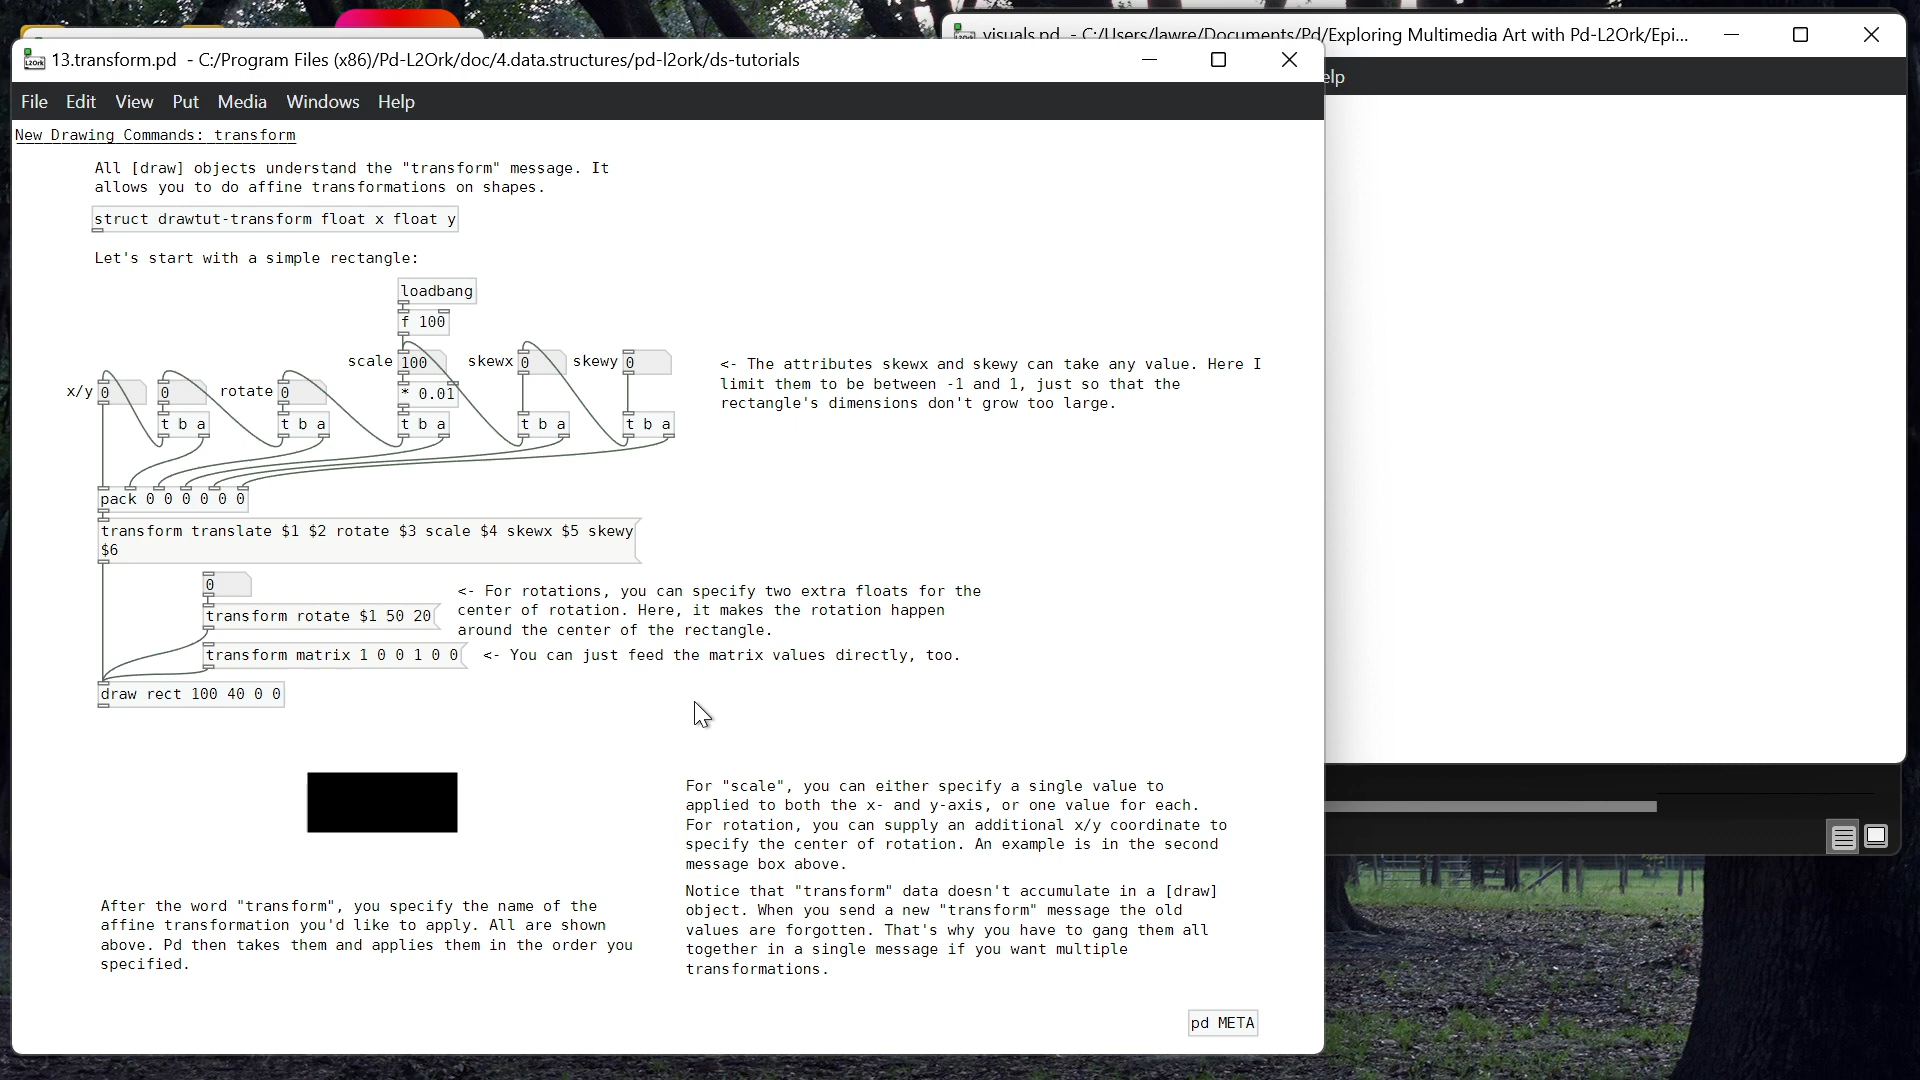 visuals.pd - C:/Users/lawre/Documents/Pd/Exploring Multimedia Art with Pd-L2Ork/Epi...
elp
13.transform.pd - C:/Program Files (x86)/Pd-L2Ork/doc/4.data.structures/pd-l2ork/ds-tutorials
File Edit View Put Media Windows Help
New Drawing Commands: transform
All [draw] objects understand the "transform" message. It
allows you to do affine transformations on shapes.
struct drawtut-transform float x float y
Let's start with a simple rectangle:
loadbang
f 100
scale 100 skewx 0 skewy 0
x/y 0 0 rotate 0 * 0.01
<- The attributes skewx and skewy can take any value. Here I
limit them to be between -1 and 1, just so that the
rectangle's dimensions don't grow too large.
t b a t b a t b a t b a t b a
pack 0 0 0 0 0 0
transform translate $1 $2 rotate $3 scale $4 skewx $5 skewy
$6
0
transform rotate $1 50 20
<- For rotations, you can specify two extra floats for the
center of rotation. Here, it makes the rotation happen
around the center of the rectangle.
transform matrix 1 0 0 1 0 0 <- You can just feed the matrix values directly, too.
draw rect 100 40 0 0
For "scale", you can either specify a single value to
applied to both the x- and y-axis, or one value for each.
For rotation, you can supply an additional x/y coordinate to
specify the center of rotation. An example is in the second
message box above.
After the word "transform", you specify the name of the
affine transformation you'd like to apply. All are shown
above. Pd then takes them and applies them in the order you
specified.
Notice that "transform" data doesn't accumulate in a [draw]
object. When you send a new "transform" message the old
values are forgotten. That's why you have to gang them all
together in a single message if you want multiple
transformations.
pd META